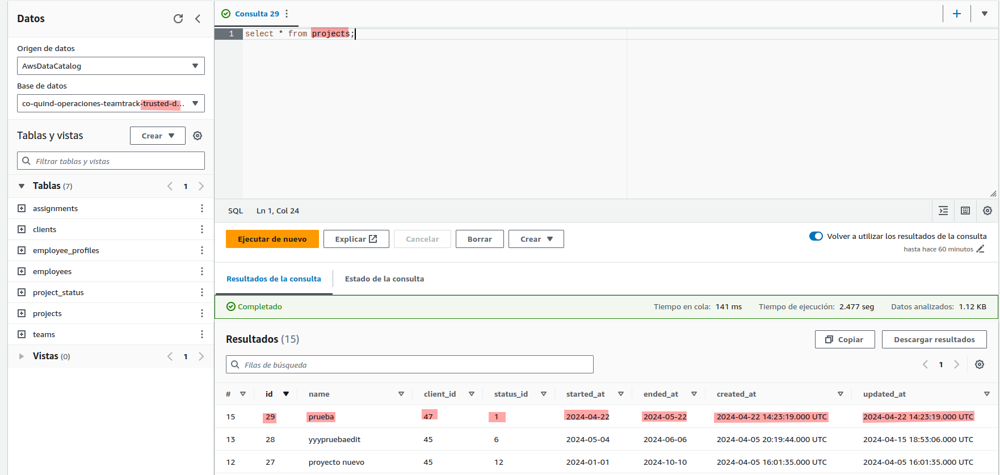 Datos
Origen de datos
AwsDataCatalog
Base de datos
co-quind-operaciones-teamtrack-trusted-d...
Tablas y vistas
Crear
Filtrar tablas y vistas
Tablas (7)
1
assignments
clients
employee_profiles
employees
project_status
projects
teams
Vistas (0)
1
Consulta 29
1 select * from projects;
SQL Ln 1, Col 24
Ejecutar de nuevo Explicar Cancelar Borrar Crear
Volver a utilizar los resultados de la consulta
hasta hace 60 minutos
Resultados de la consulta Estado de la consulta
Completado Tiempo en cola: 141 ms Tiempo de ejecución: 2.477 seg Datos analizados: 1.12 KB
Resultados (15) Copiar Descargar resultados
Filas de búsqueda 1
# id name client_id status_id started_at ended_at created_at updated_at
15 29 prueba 47 1 2024-04-22 2024-05-22 2024-04-22 14:23:19.000 UTC 2024-04-22 14:23:19.000 UTC
13 28 yyypruebaedit 45 6 2024-05-04 2024-06-06 2024-04-05 20:19:44.000 UTC 2024-04-15 18:53:06.000 UTC
12 27 proyecto nuevo 45 12 2024-01-01 2024-10-10 2024-04-05 16:01:35.000 UTC 2024-04-05 16:01:35.000 UTC